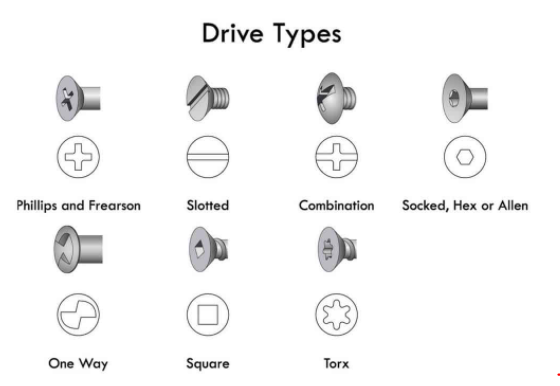 Drive Types
Phillips and Frearson
Slotted
Combination
Socked, Hex or Allen
One Way
Square
Torx